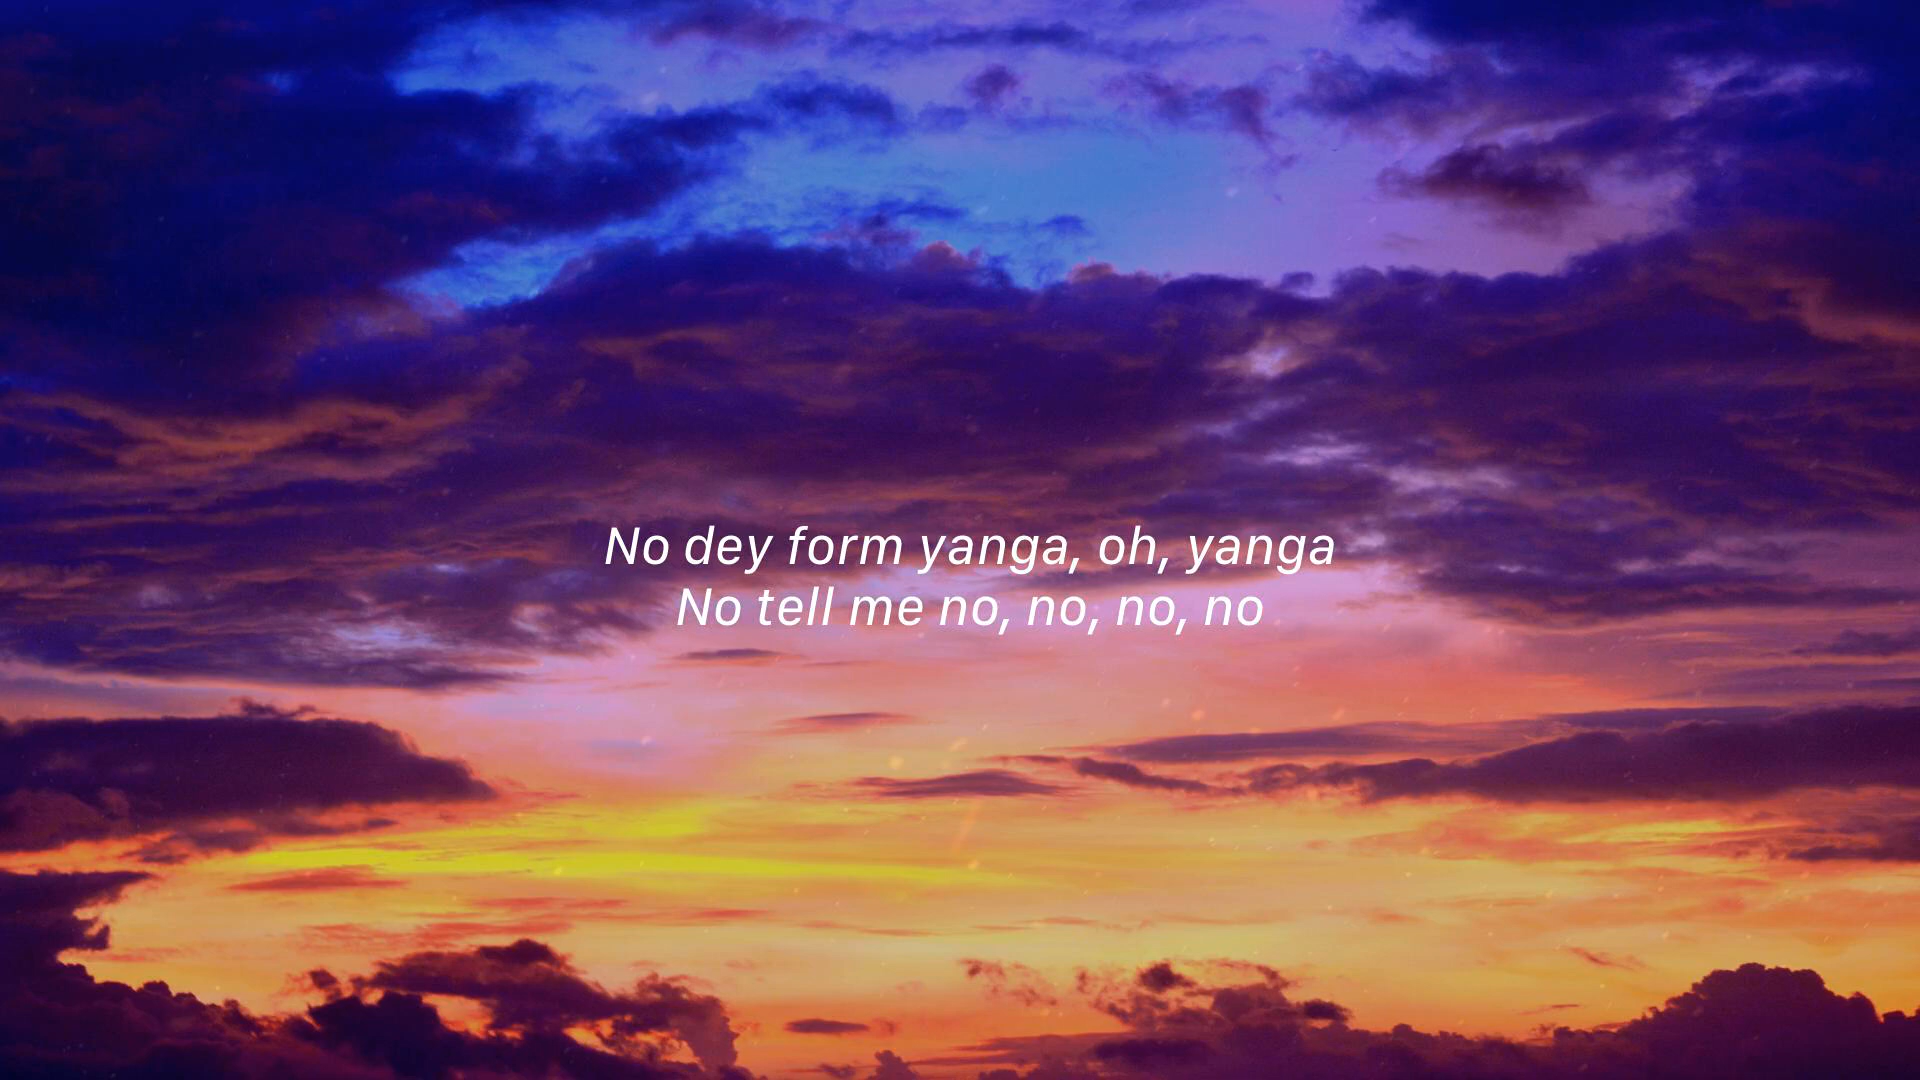 No dey form yanga, oh, yanga
No tell me no, no, no, no